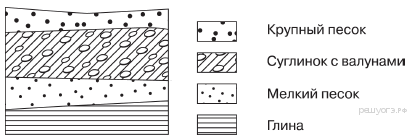 Крупный песок
Суглинок с валунами
Мелкий песок
Глина
решуогэ.рф